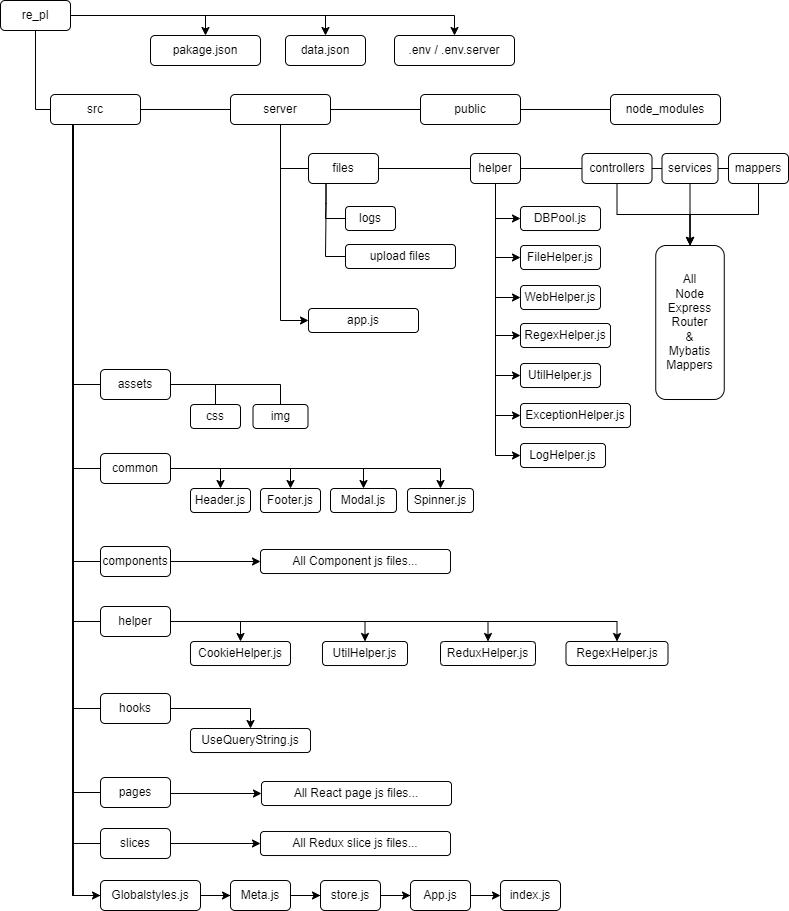 re_pl
pakage.json
data.json
.env / .env.server
src
server
public
node_modules
files
helper
controllers
services
mappers
logs
upload files
app.js
DBPool.js
FileHelper.js
WebHelper.js
RegexHelper.js
UtilHelper.js
ExceptionHelper.js
LogHelper.js
All
Node
Express
Router
&
Mybatis
Mappers
assets
css
img
common
Header.js
Footer.js
Modal.js
Spinner.js
components
All Component js files...
helper
CookieHelper.js
UtilHelper.js
ReduxHelper.js
RegexHelper.js
hooks
UseQueryString.js
pages
All React page js files...
slices
All Redux slice js files...
Globalstyles.js
Meta.js
store.js
App.js
index.js